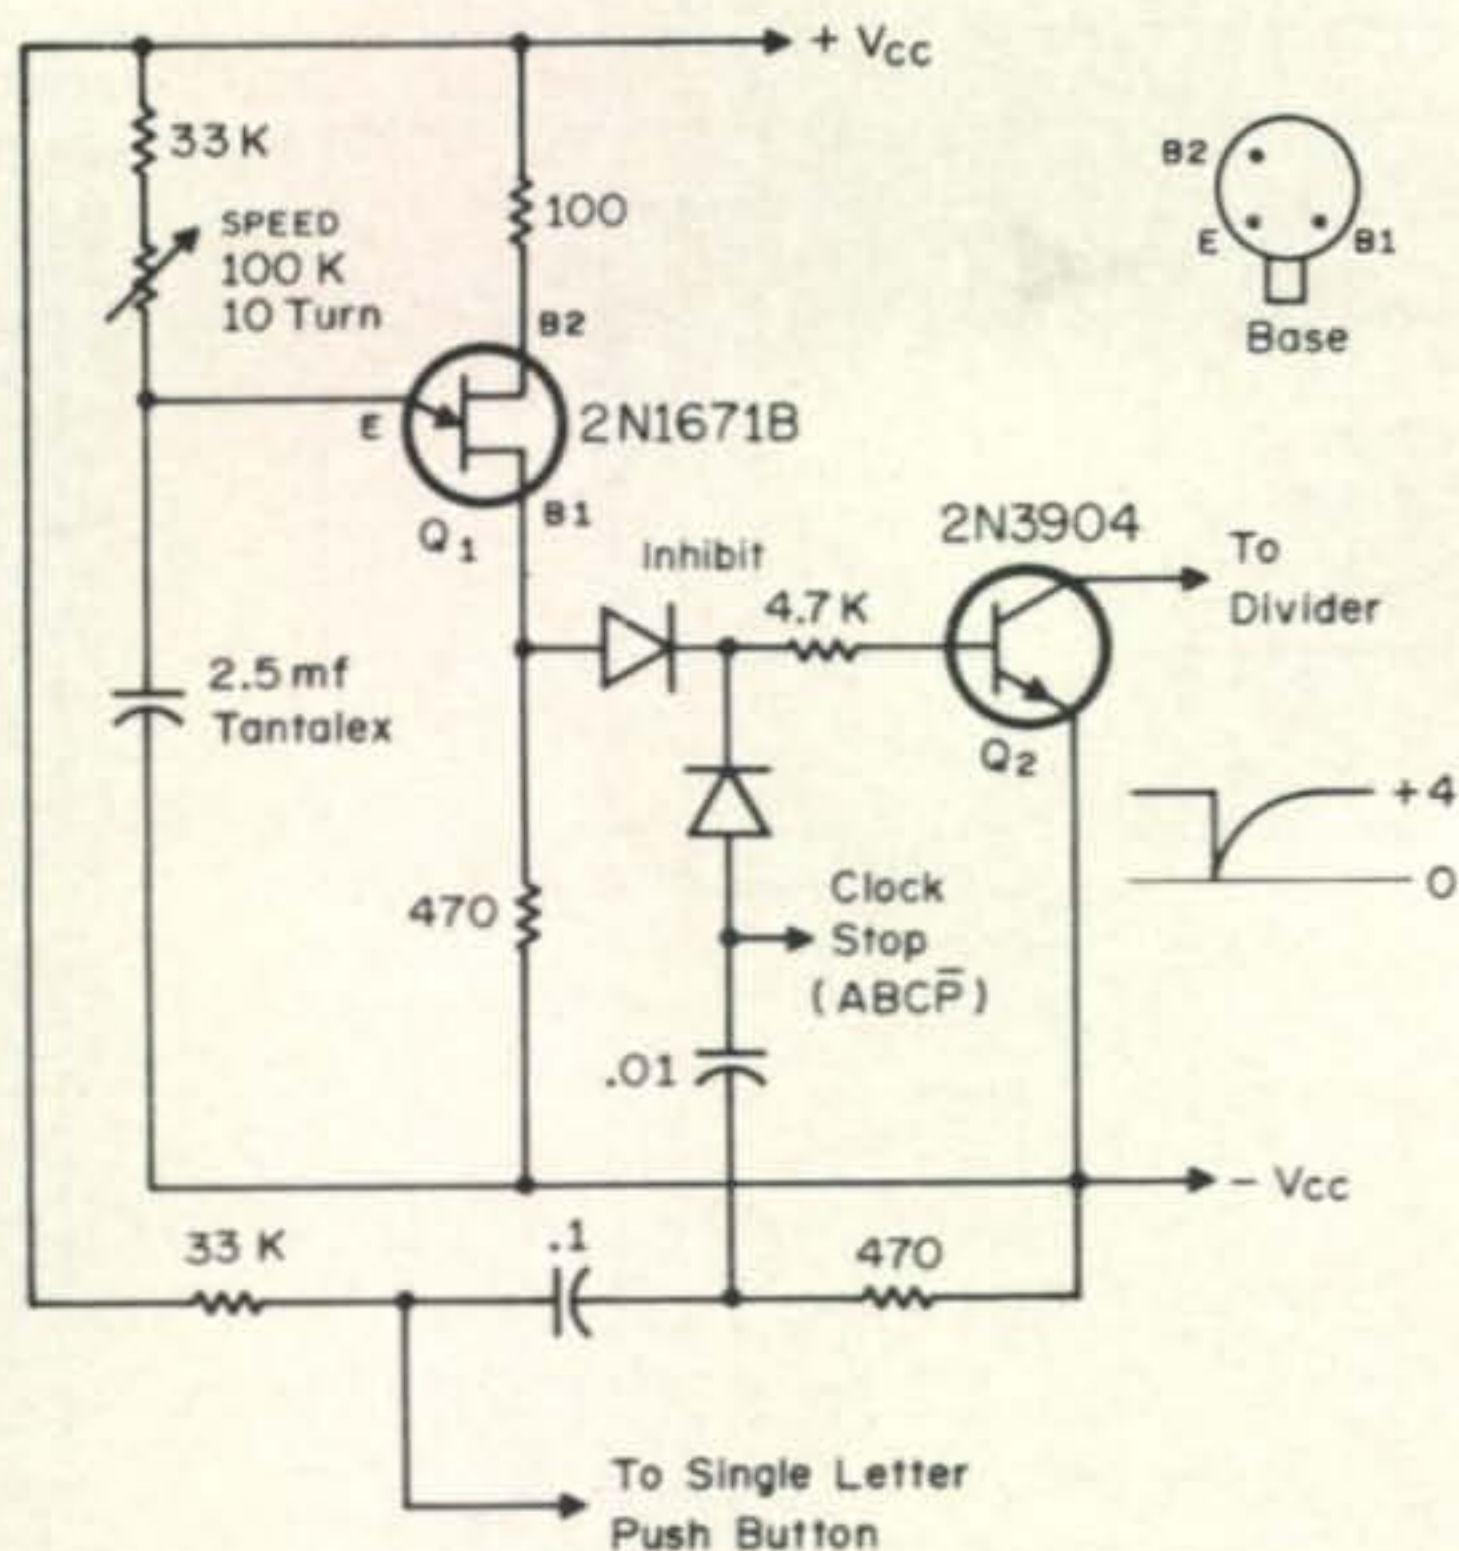 + VCC
33 K
SPEED
100 K
10 Turn
100
B2
B2
E
B1
Base
E
2N1671B
B1
Q1
Inhibit
2N3904
To
Divider
4.7 K
2.5 mf
Tantalex
Q2
+4
0
470
Clock
Stop
(ABCP̅)
.01
- Vcc
33 K
.1
470
To Single Letter
Push Button